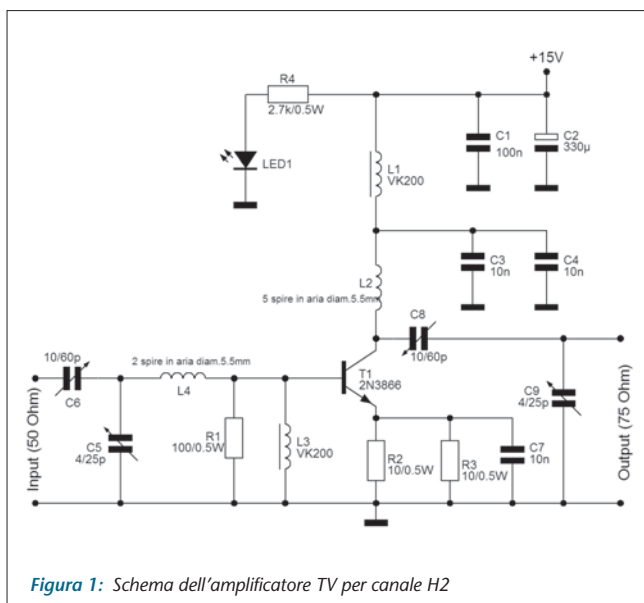 +15V
R4
2.7k/0.5W
C1
100n
C2
330µ
LED1
L1
VK200
L2
5 spire in aria diam.5.5mm
C3
10n
C4
10n
C8
10/60p
10/60p
C6
2 spire in aria diam.5.5mm
L4
T1
2N3866
C9
4/25p
Input (50 Ohm)
C5
4/25p
R1
100/0.5W
L3
VK200
R2
10/0.5W
R3
10/0.5W
C7
10n
Output (75 Ohm)
Figura 1: Schema dell'amplificatore TV per canale H2